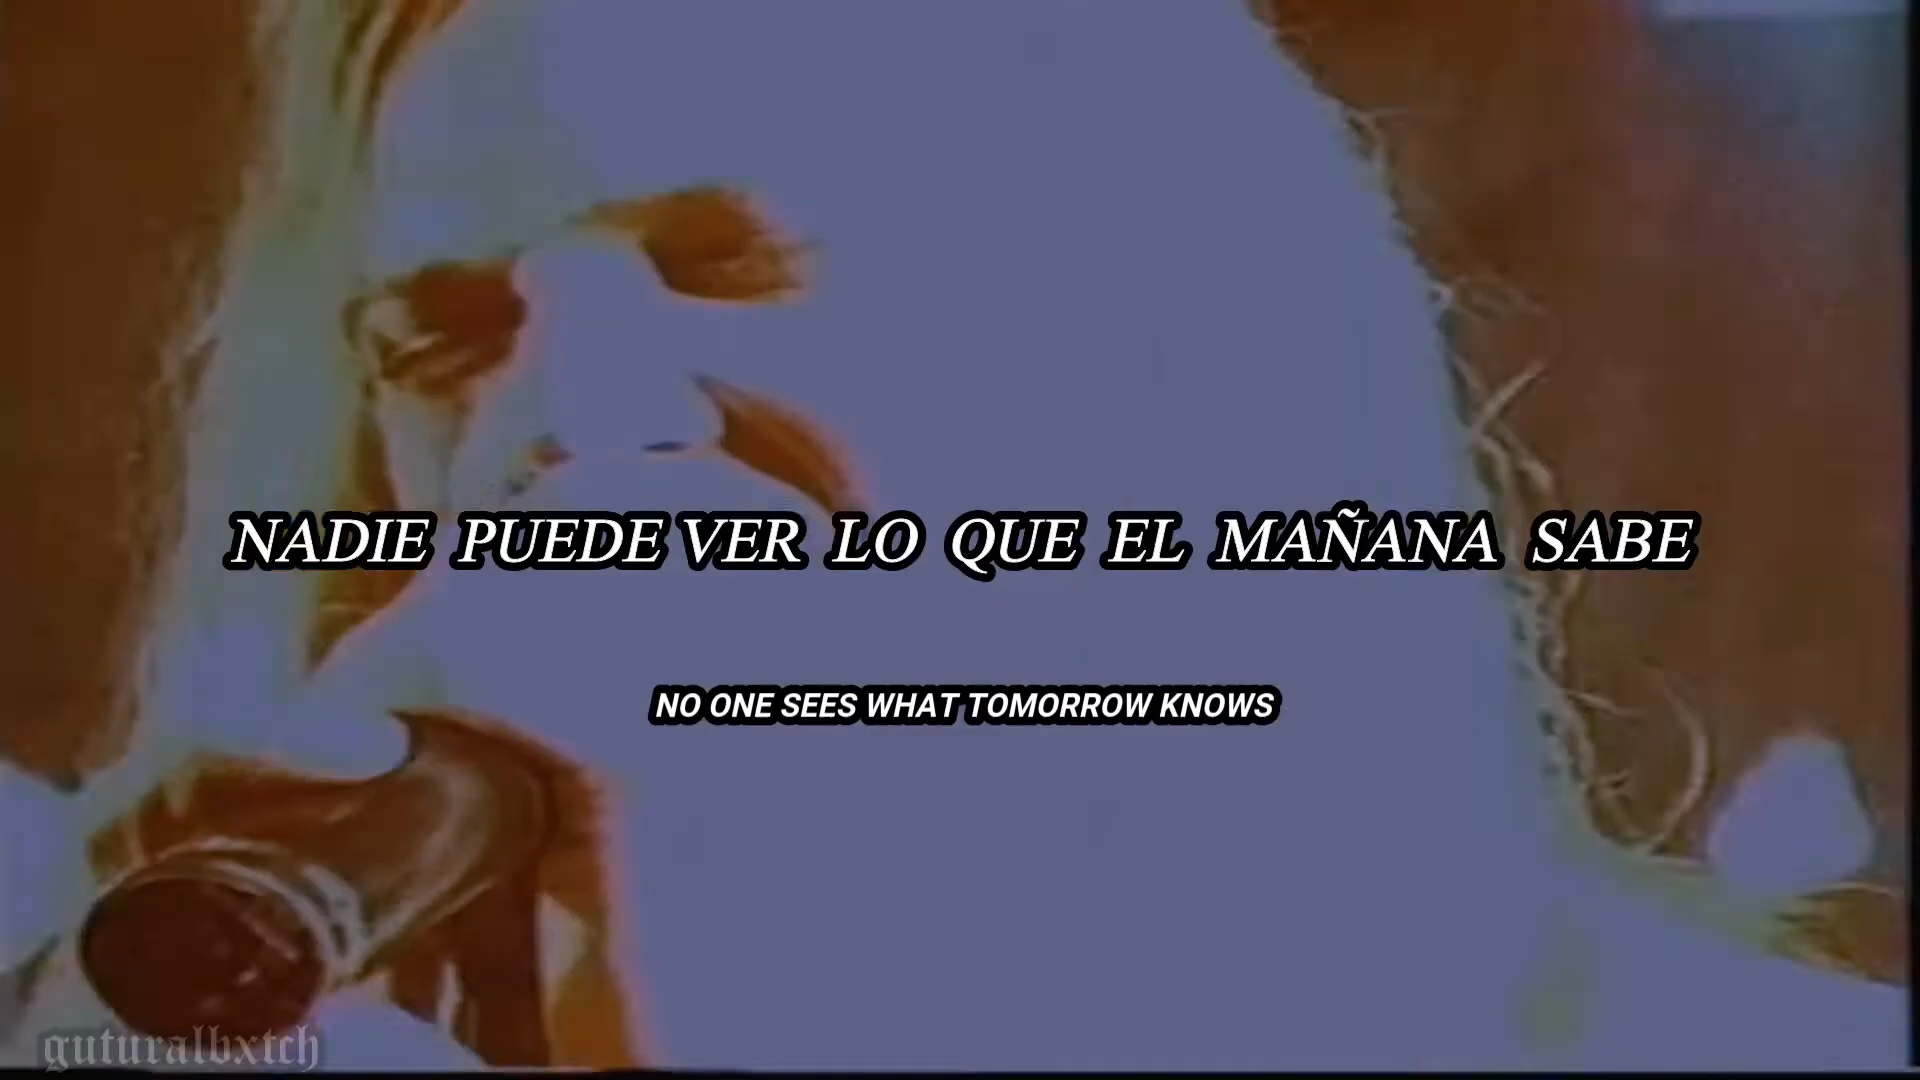 NADIE PUEDE VER LO QUE EL MAÑANA SABE
NO ONE SEES WHAT TOMORROW KNOWS
guturalbxtch